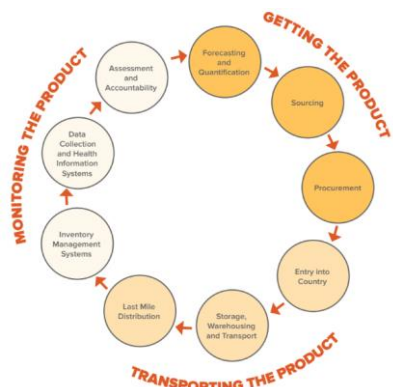 GETTING THE PRODUCT
Forecasting
and
Quantification
Sourcing
Procurement
TRANSPORTING THE PRODUCT
Entry into
Country
Storage,
Warehousing
and Transport
Last Mile
Distribution
MONITORING THE PRODUCT
Inventory
Management
Systems
Data
Collection
and Health
Information
Systems
Assessment
and
Accountability